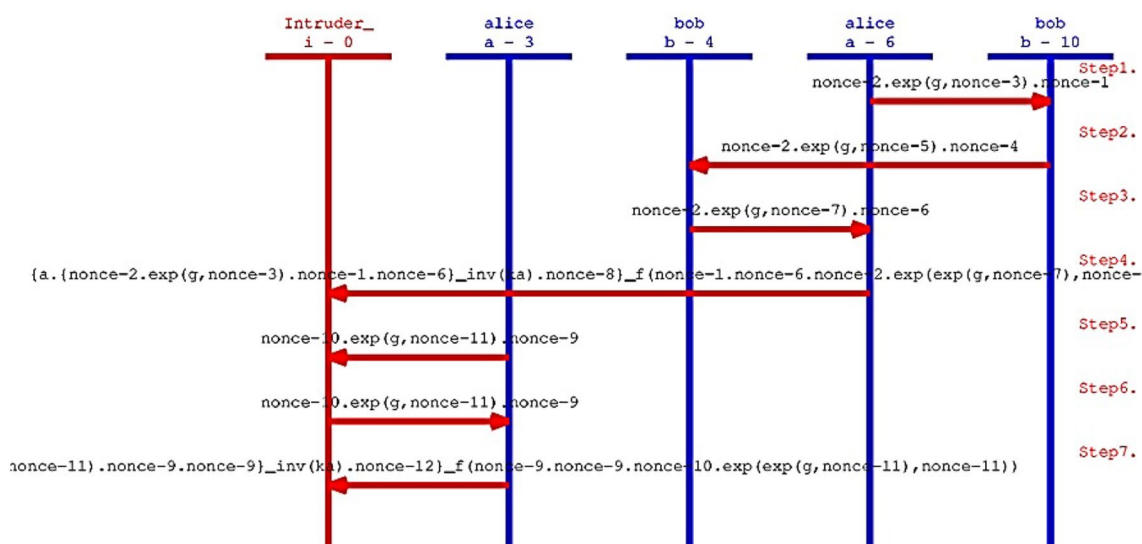 Intruder_ alice bob alice bob
i - 0 a - 3 b - 4 a - 6 b - 10
Step1.
nonce-2.exp(g,nonce-3).nonce-1
Step2.
nonce-2.exp(g,nonce-5).nonce-4
Step3.
nonce-2.exp(g,nonce-7).nonce-6
Step4.
{a.{nonce-2.exp(g,nonce-3).nonce-1.nonce-6}_inv(ka).nonce-8}_f(nonce-1.nonce-6.nonce-2.exp(exp(g,nonce-7),nonce-
Step5.
nonce-10.exp(g,nonce-11).nonce-9
Step6.
nonce-10.exp(g,nonce-11).nonce-9
Step7.
nonce-11).nonce-9.nonce-9}_inv(ka).nonce-12}_f(nonce-9.nonce-9.nonce-10.exp(exp(g,nonce-11),nonce-11))